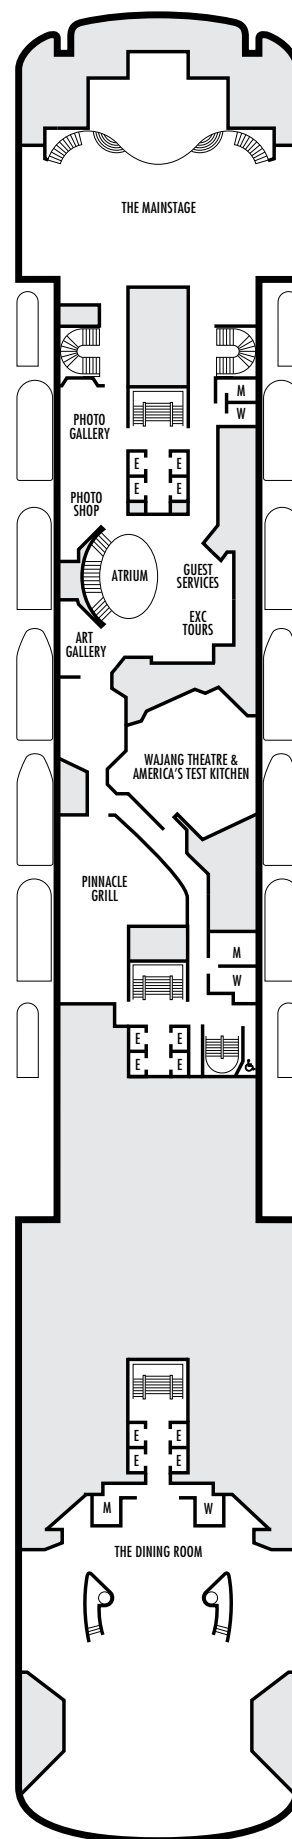 THE MAINSTAGE
M
W
PHOTO
GALLERY
E E
E E
PHOTO
SHOP
ATRIUM
GUEST
SERVICES
EXC
TOURS
ART
GALLERY
WAJANG THEATRE &
AMERICA'S TEST KITCHEN
PINNACLE
GRILL
M
W
E E
E E
E E
E E
M W
THE DINING ROOM